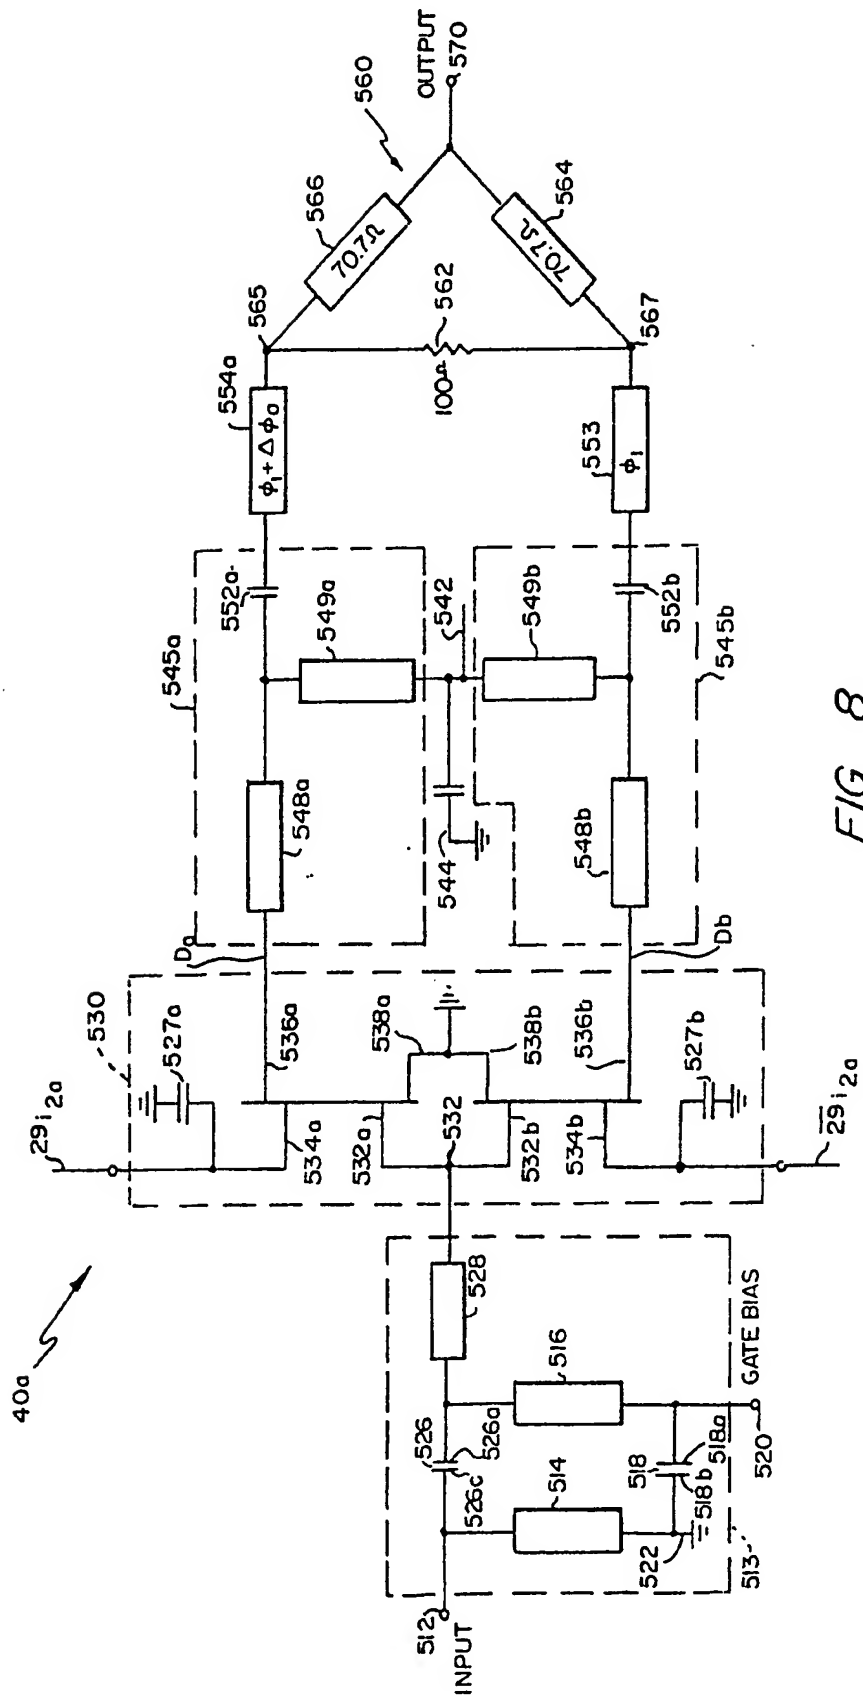 40a
29i2a
530
527a
Da
545a
554a
565
566
560
536a
552a
φ1+Δφa
70.7Ω
534a
548a
549a
OUTPUT
570
538a
532a
512
INPUT
526
526a
526c
528
532
544
542
100Ω
562
514
516
532b
538b
564
70.7Ω
534b
536b
549b
518
518a
518b
522
GATE BIAS
520
513
548b
552b
φ1
553
567
527b
Db
545b
29i2a
FIG. 8